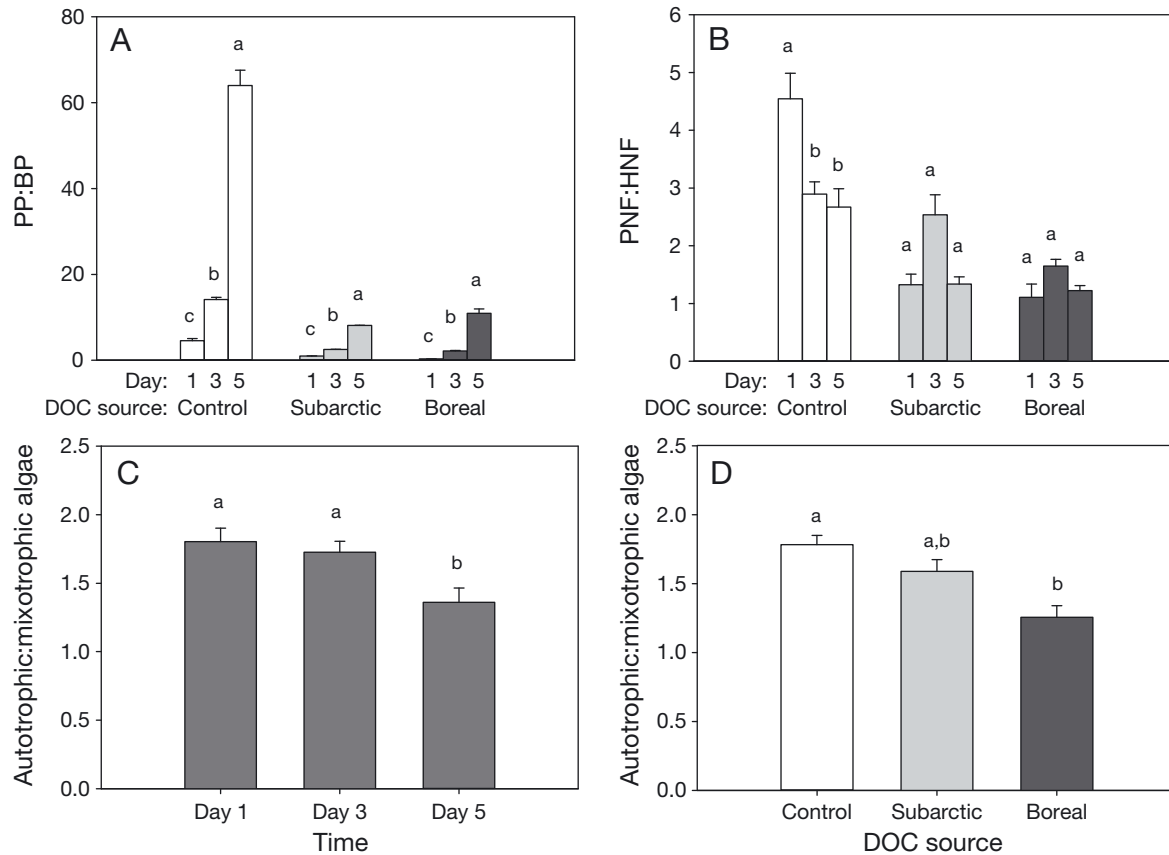 A
PP:BP
80
60
40
20
0
c
b
a
c
b
a
c
b
a
Day: 1 3 5 1 3 5 1 3 5
DOC source: Control Subarctic Boreal
B
PNF:HNF
6
5
4
3
2
1
0
a
b
b
a
a
a
a
a
a
Day: 1 3 5 1 3 5 1 3 5
DOC source: Control Subarctic Boreal
C
Autotrophic:mixotrophic algae
2.5
2.0
1.5
1.0
0.5
0.0
a
a
b
Day 1 Day 3 Day 5
Time
D
Autotrophic:mixotrophic algae
2.5
2.0
1.5
1.0
0.5
0.0
a
a,b
b
Control Subarctic Boreal
DOC source